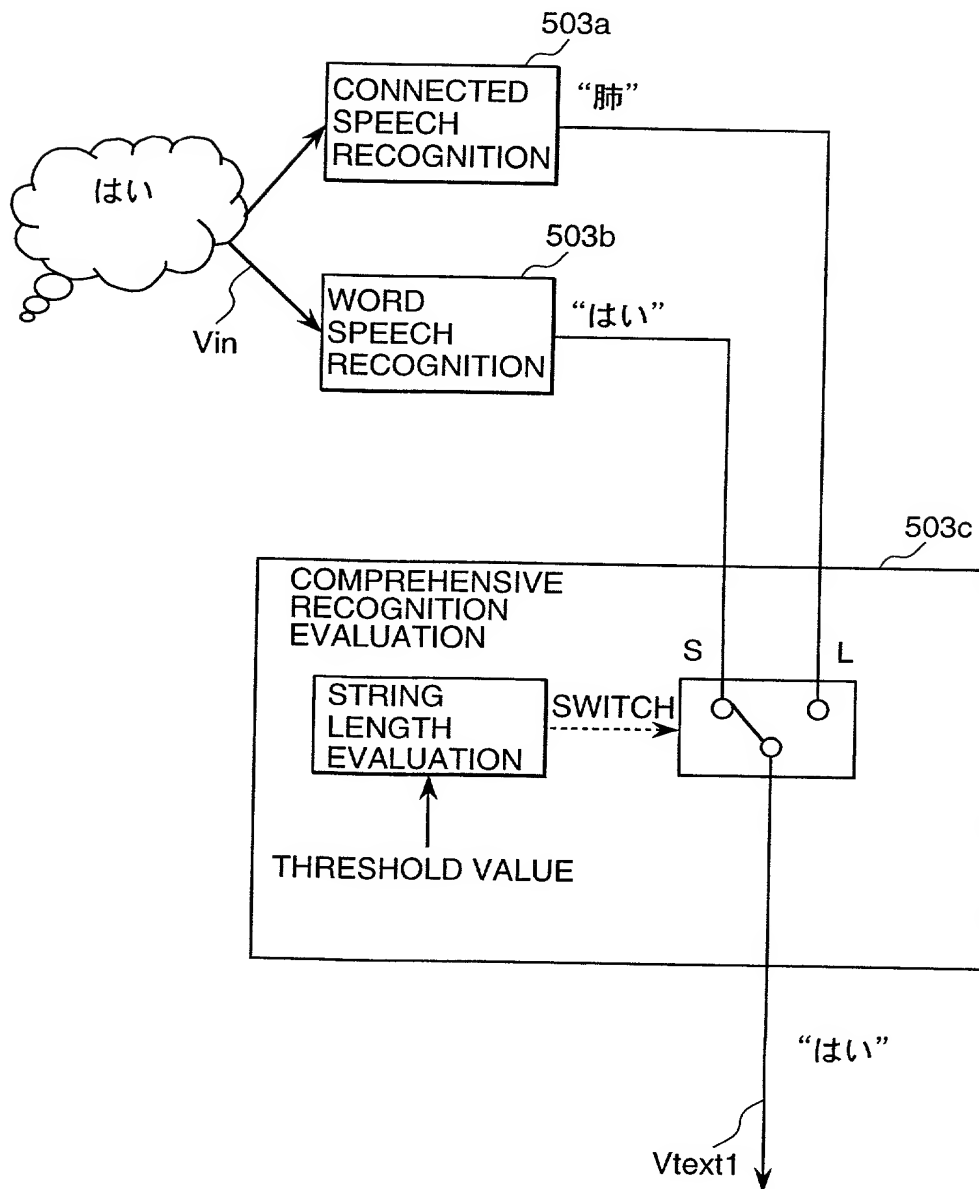 503a
CONNECTED
SPEECH
RECOGNITION
“肺”
はい
503b
WORD
SPEECH
RECOGNITION
“はい”
Vin
503c
COMPREHENSIVE
RECOGNITION
EVALUATION
S
L
STRING
LENGTH
EVALUATION
SWITCH
THRESHOLD VALUE
“はい”
Vtext1